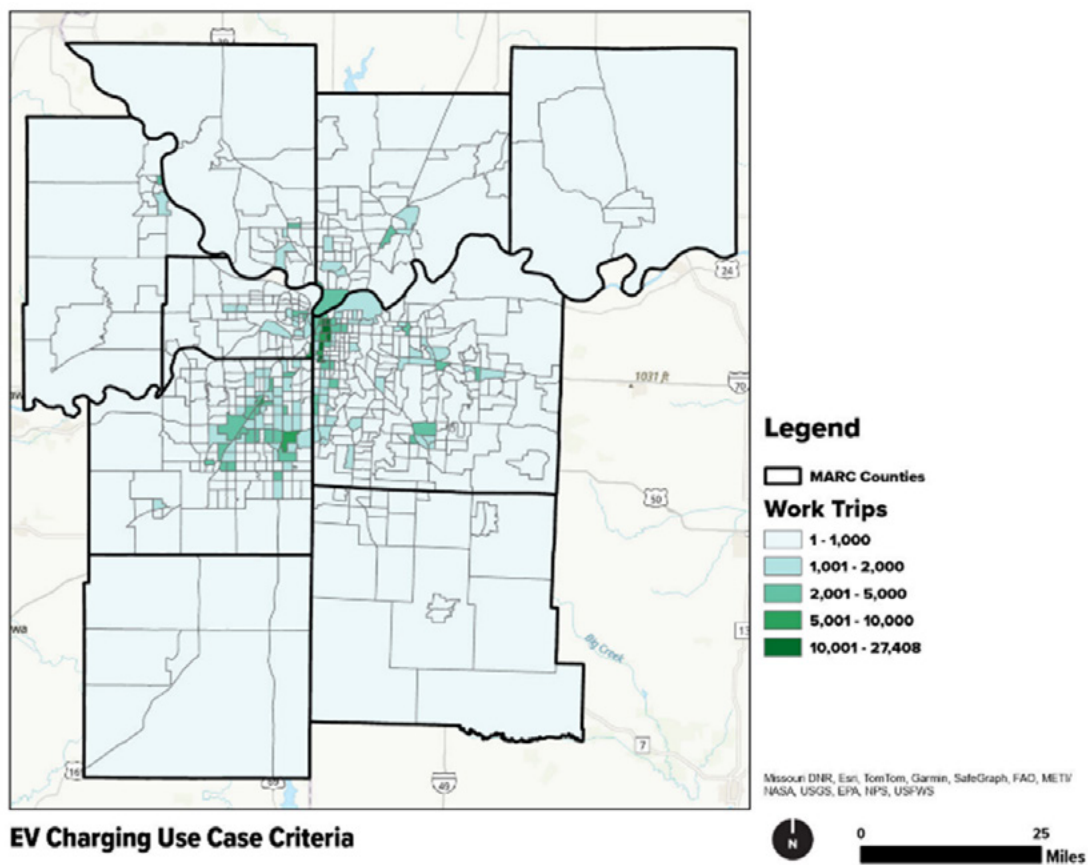 24
1031 ft
70
50
wa
Big Creek
13
7
49
Legend
MARC Counties
Work Trips
1 - 1,000
1,001 - 2,000
2,001 - 5,000
5,001 - 10,000
10,001 - 27,408
Missouri DNR, Esri, TomTom, Garmin, SafeGraph, FAO, METI/
NASA, USGS, EPA, NPS, USFWS
EV Charging Use Case Criteria
N
0 25
Miles